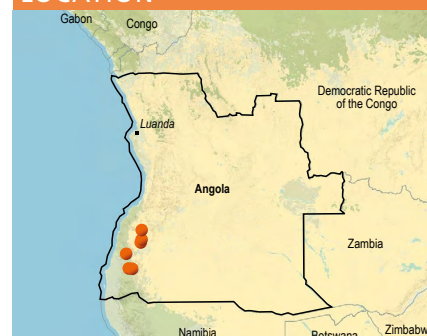 LOCATION
Gabon
Congo
Democratic Republic
of the Congo
Luanda
Angola
Zambia
Namibia
Botswana
Zimbabw